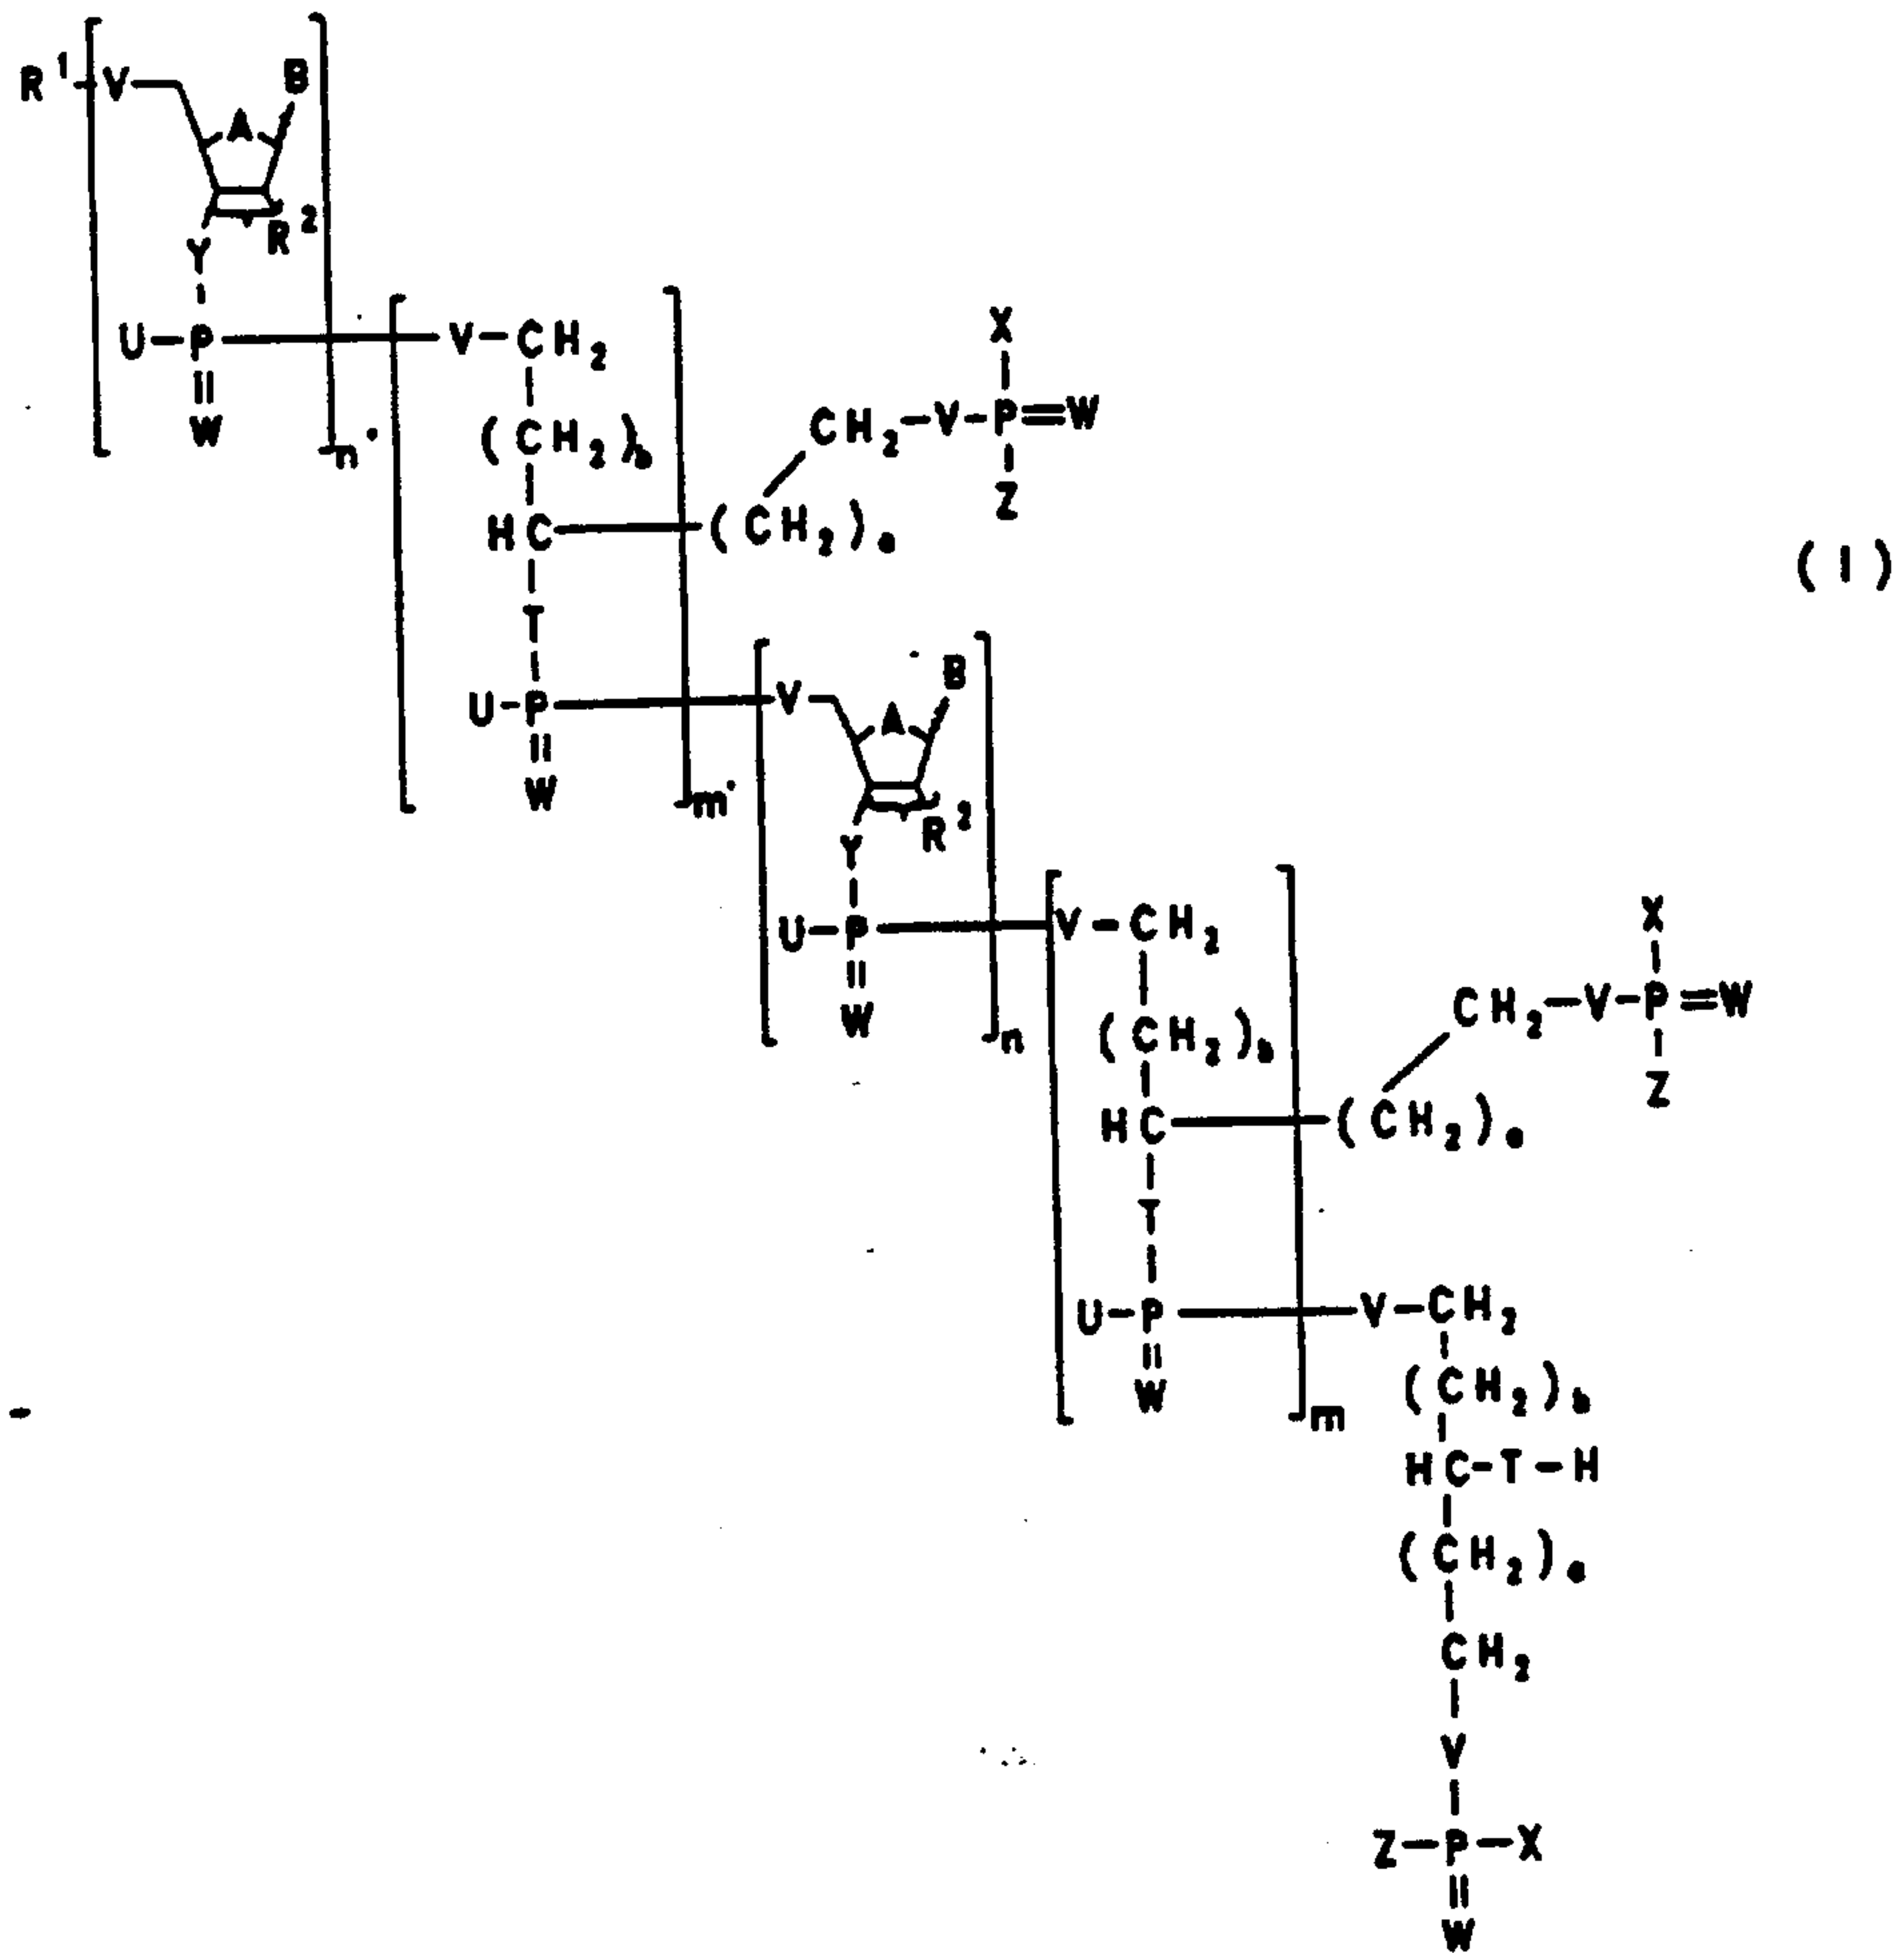 R¹-V B
A
R²
Y
U-P V-CH₂ X
W (CH₂)b CH₂-V-P=W
n'
HC (CH₂)a Z
(I)
T
U-P V B
A
W m' R²
Y
U-P V-CH₂ X
W n (CH₂)b CH₂-V-P=W
HC (CH₂)a Z
T
U-P V-CH₂
W m (CH₂)b
HC-T-H
(CH₂)a
CH₂
V
Z-P-X
W